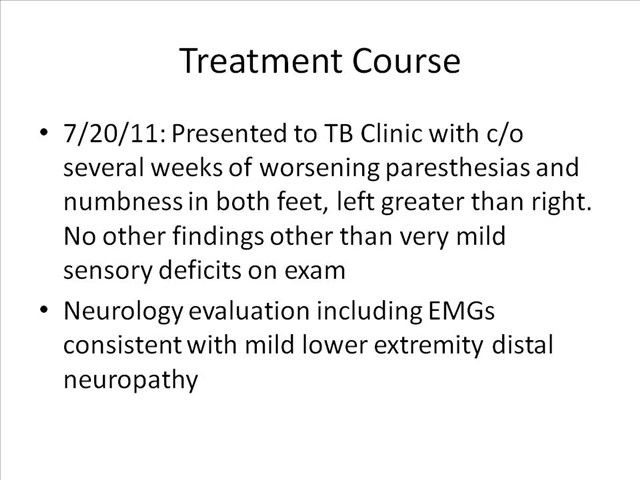 Treatment Course
• 7/20/11: Presented to TB Clinic with c/o
several weeks of worsening paresthesias and
numbness in both feet, left greater than right.
No other findings other than very mild
sensory deficits on exam
• Neurology evaluation including EMGs
consistent with mild lower extremity distal
neuropathy